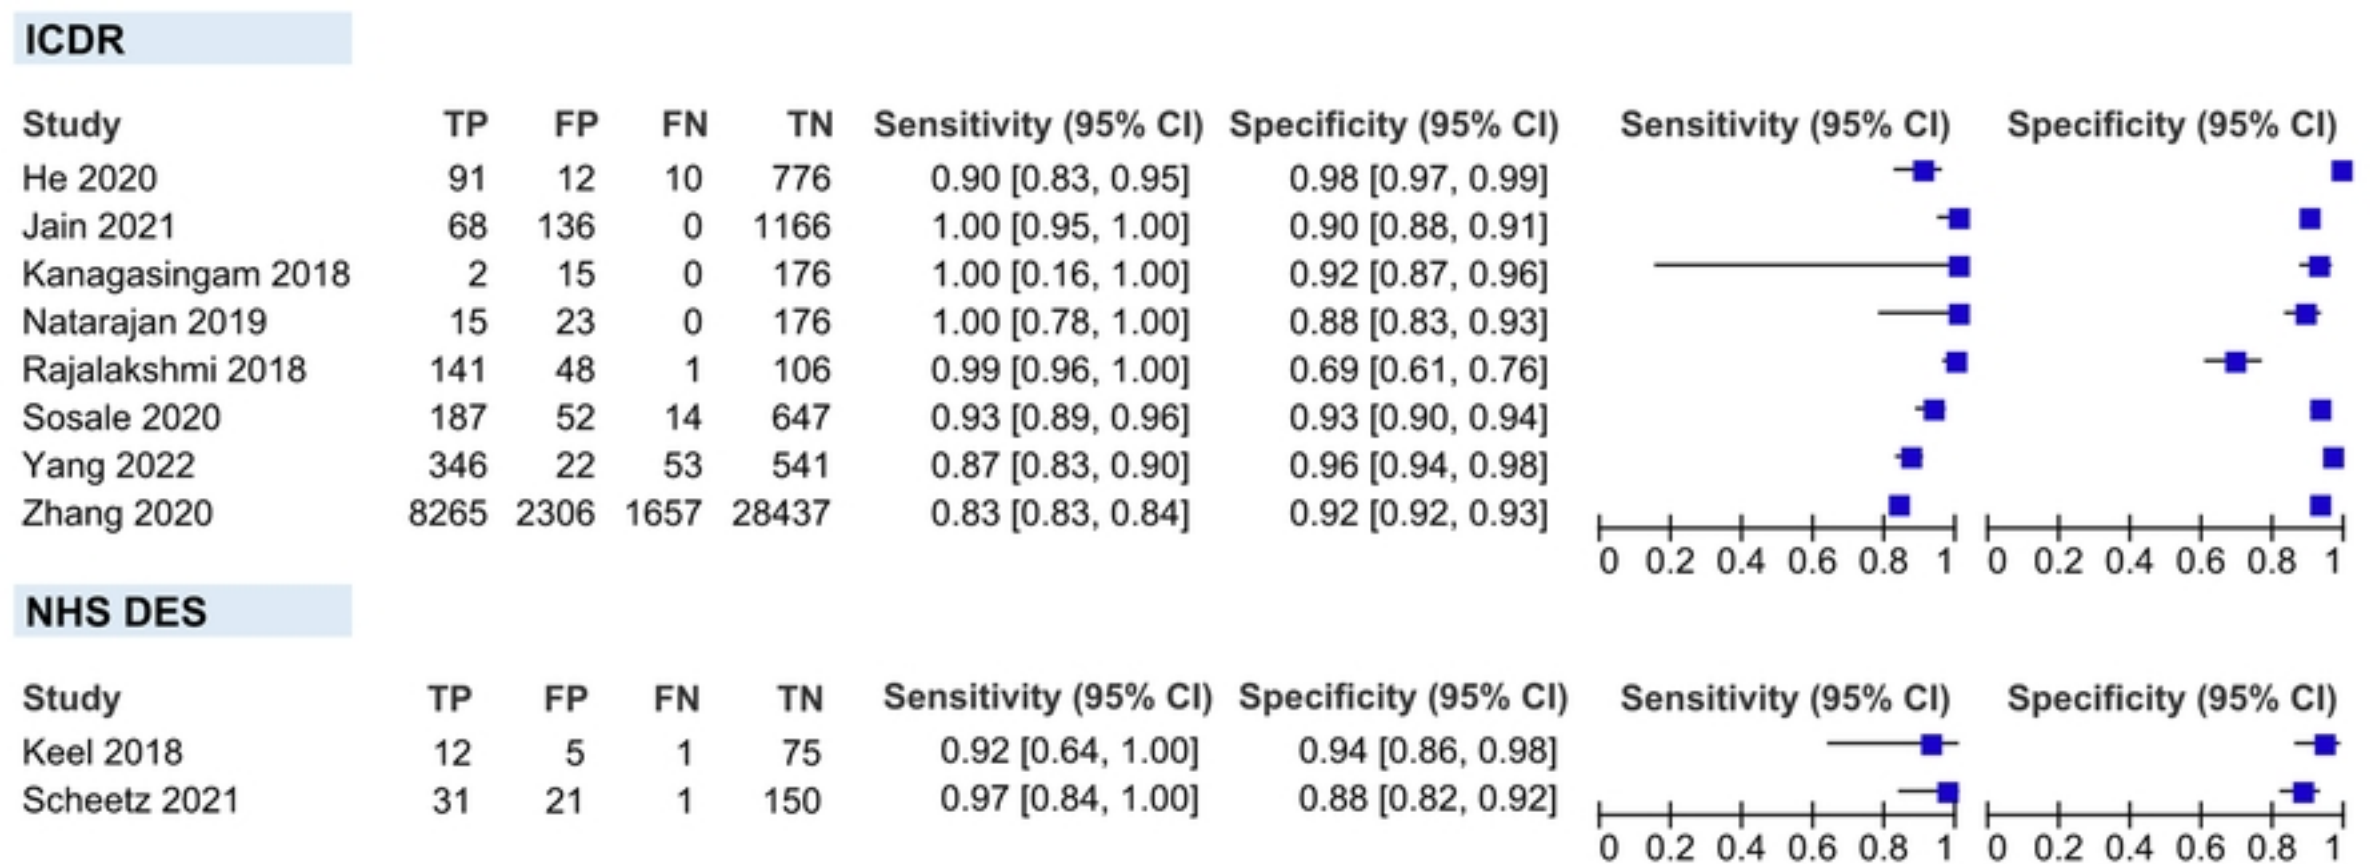 ICDR
Study TP FP FN TN Sensitivity (95% CI) Specificity (95% CI) Sensitivity (95% CI) Specificity (95% CI)
He 2020 91 12 10 776 0.90 [0.83, 0.95] 0.98 [0.97, 0.99]
Jain 2021 68 136 0 1166 1.00 [0.95, 1.00] 0.90 [0.88, 0.91]
Kanagasingam 2018 2 15 0 176 1.00 [0.16, 1.00] 0.92 [0.87, 0.96]
Natarajan 2019 15 23 0 176 1.00 [0.78, 1.00] 0.88 [0.83, 0.93]
Rajalakshmi 2018 141 48 1 106 0.99 [0.96, 1.00] 0.69 [0.61, 0.76]
Sosale 2020 187 52 14 647 0.93 [0.89, 0.96] 0.93 [0.90, 0.94]
Yang 2022 346 22 53 541 0.87 [0.83, 0.90] 0.96 [0.94, 0.98]
Zhang 2020 8265 2306 1657 28437 0.83 [0.83, 0.84] 0.92 [0.92, 0.93]
0 0.2 0.4 0.6 0.8 1 0 0.2 0.4 0.6 0.8 1
NHS DES
Study TP FP FN TN Sensitivity (95% CI) Specificity (95% CI) Sensitivity (95% CI) Specificity (95% CI)
Keel 2018 12 5 1 75 0.92 [0.64, 1.00] 0.94 [0.86, 0.98]
Scheetz 2021 31 21 1 150 0.97 [0.84, 1.00] 0.88 [0.82, 0.92]
0 0.2 0.4 0.6 0.8 1 0 0.2 0.4 0.6 0.8 1